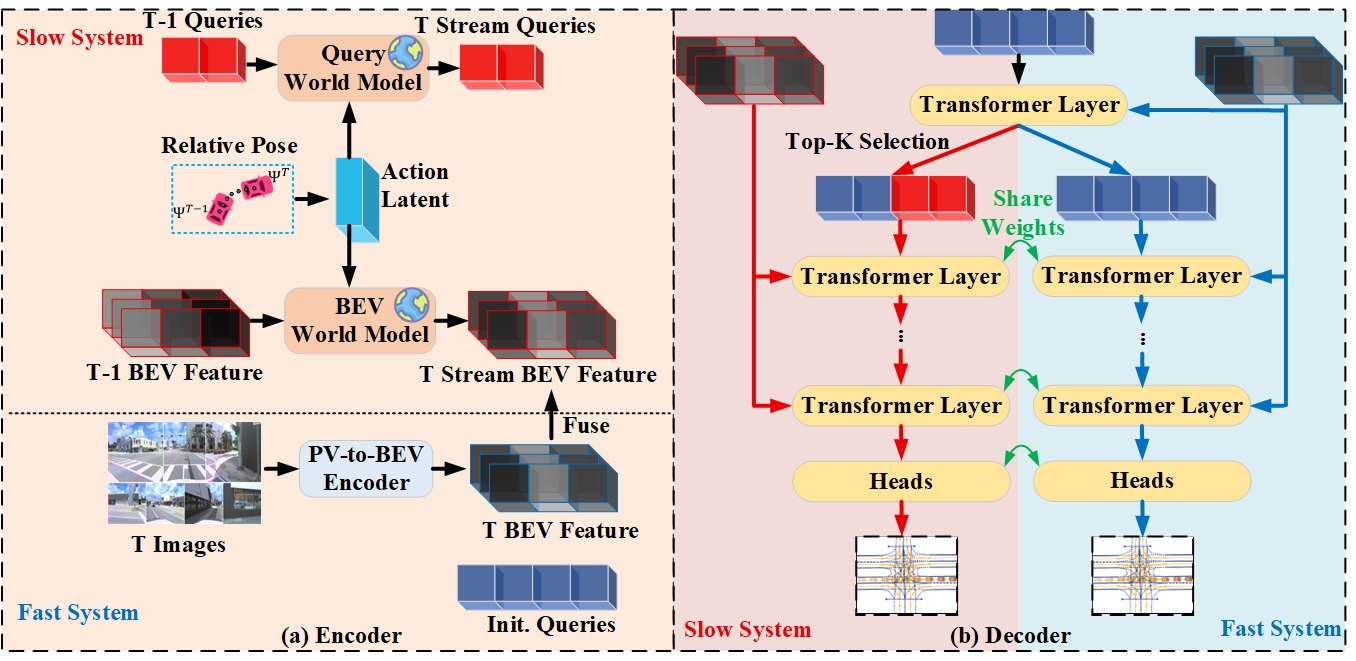 Slow System
T-1 Queries
T Stream Queries
Query
World Model
Relative Pose
Ψᵀ
Ψᵀ⁻¹
Action
Latent
BEV
World Model
T-1 BEV Feature
T Stream BEV Feature
Fuse
PV-to-BEV
Encoder
T Images
T BEV Feature
Fast System
Init. Queries
(a) Encoder
Transformer Layer
Top-K Selection
Share
Weights
Transformer Layer
Transformer Layer
...
...
Transformer Layer
Transformer Layer
Heads
Heads
Slow System
(b) Decoder
Fast System